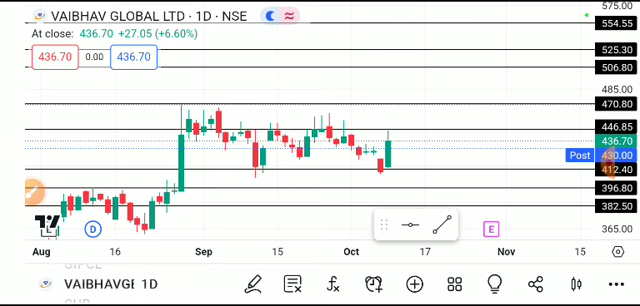 VAIBHAV GLOBAL LTD · 1D · NSE
At close: 436.70 +27.05 (+6.60%)
436.70 0.00 436.70
575.00
554.55
525.30
506.80
485.00
470.80
446.85
436.70
Post 430.00
412.40
396.80
382.50
365.00
L D E
Aug 16 Sep 15 Oct 17 Nov 15
VAIBHAVGL 1D